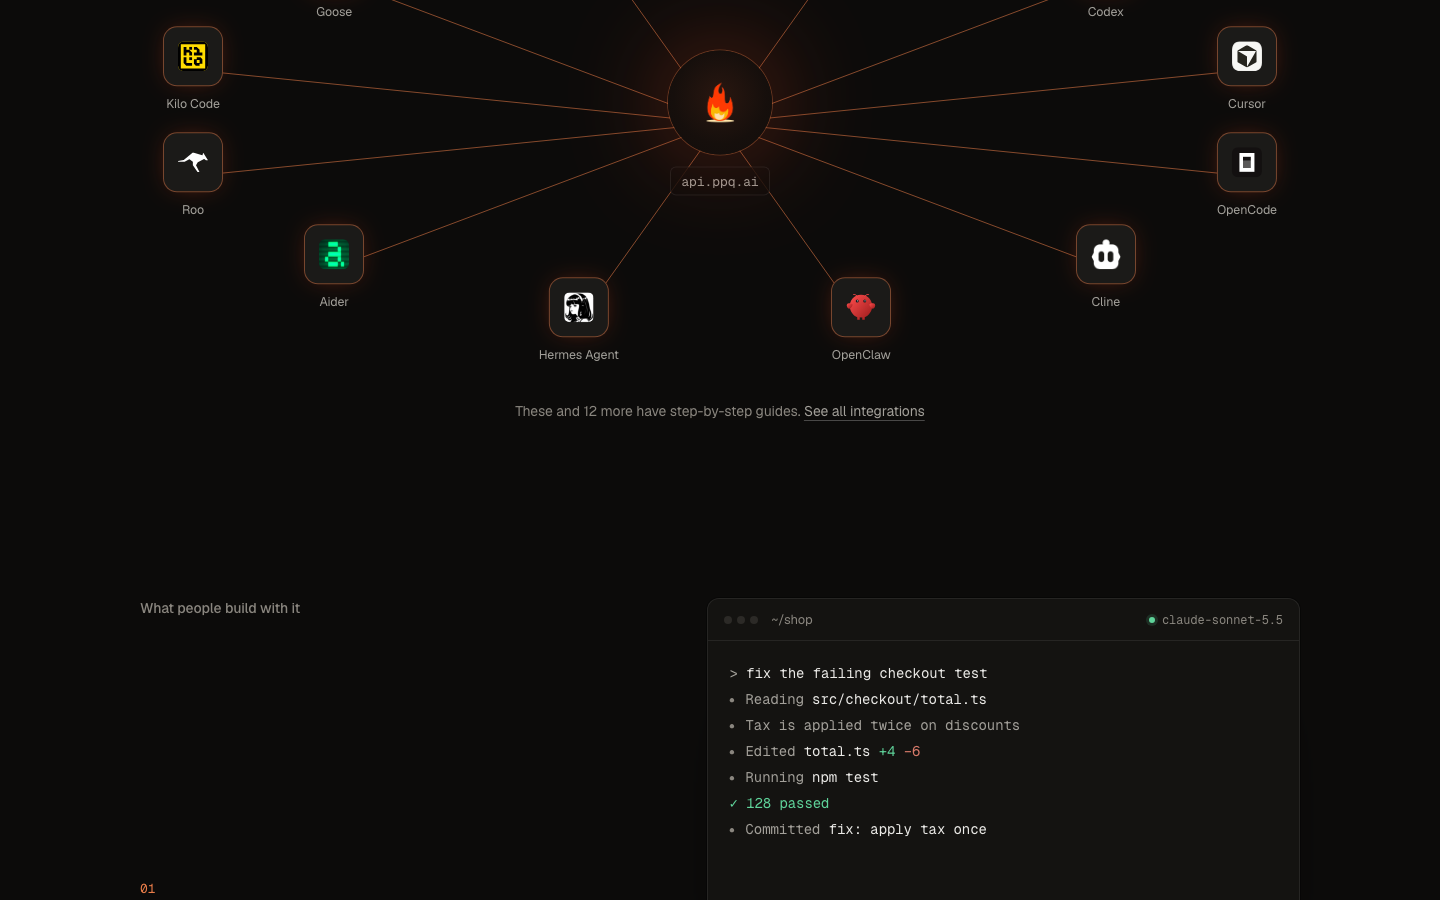 Goose
Codex
Kilo Code
Cursor
api.ppq.ai
Roo
OpenCode
Aider
Cline
Hermes Agent
OpenClaw
These and 12 more have step-by-step guides. See all integrations
What people build with it
~/shop
claude-sonnet-5.5
> fix the failing checkout test
• Reading src/checkout/total.ts
• Tax is applied twice on discounts
• Edited total.ts +4 −6
• Running npm test
✓ 128 passed
• Committed fix: apply tax once
01